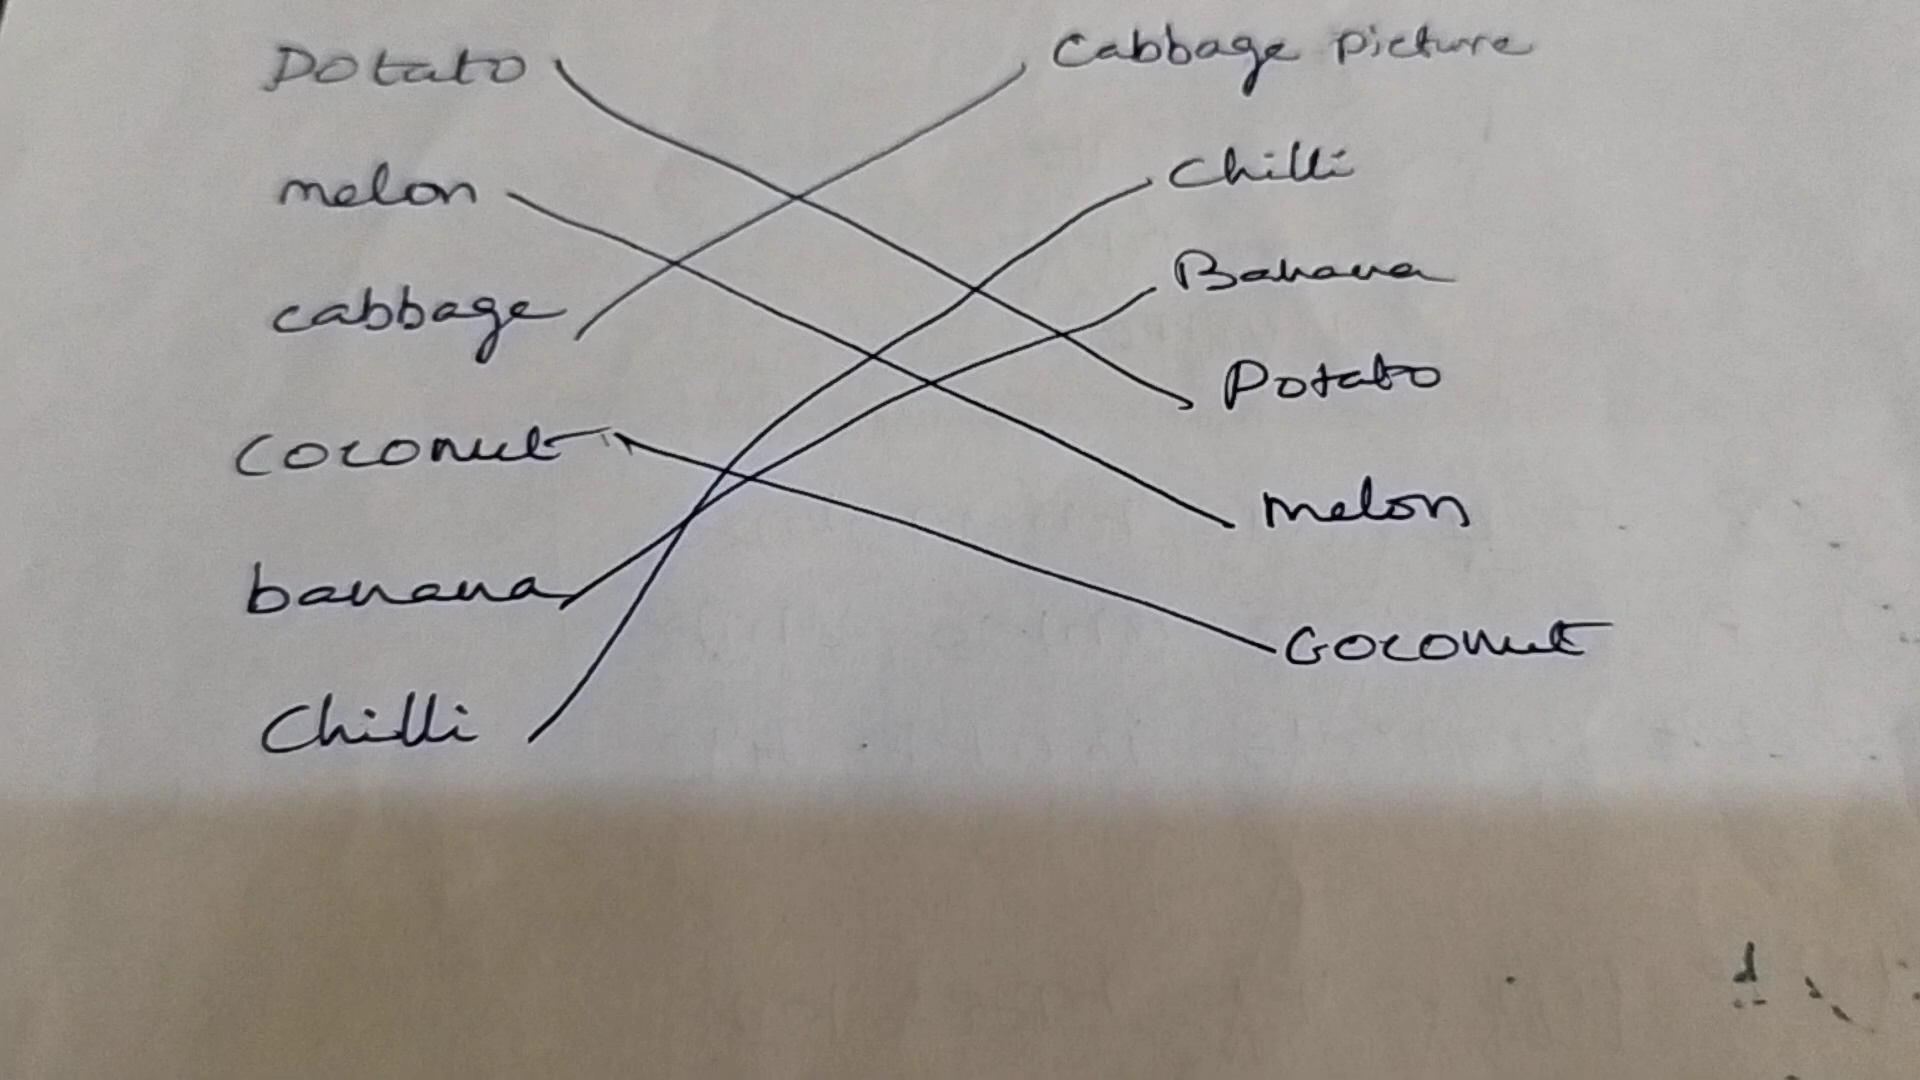 Potato Cabbage picture
melon Chilli
cabbage Banana
Potato
coconut melon
banana Coconut
Chilli